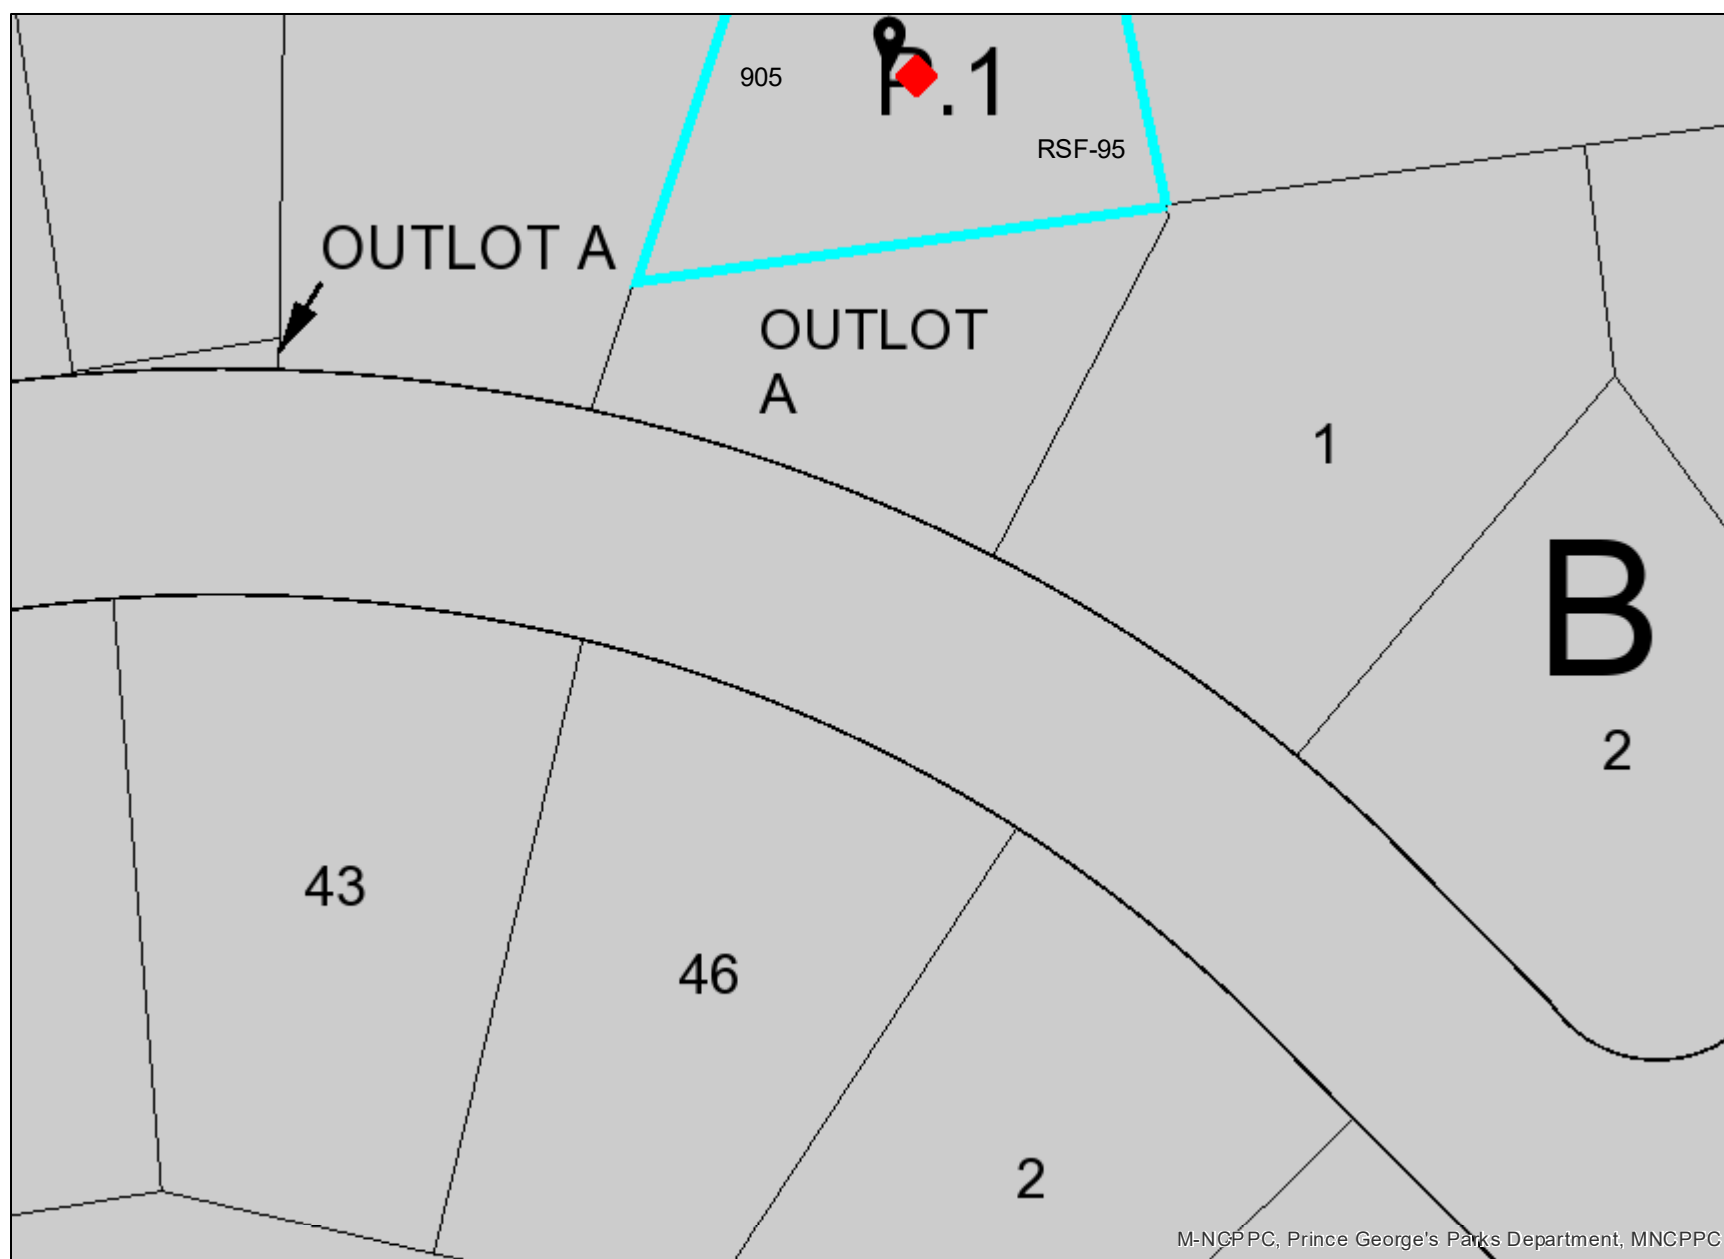 905
P.1
RSF-95
OUTLOT A
OUTLOT
A
1
B
2
43
46
2
M-NCPPC, Prince George's Parks Department, MNCPPC